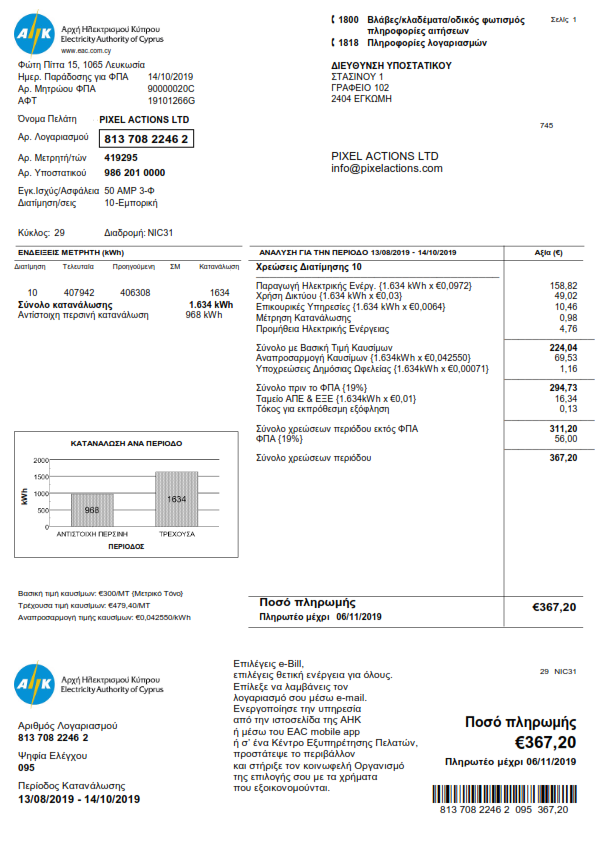 ΑΗΚ
Αρχή Ηλεκτρισμού Κύπρου
Electricity Authority of Cyprus
www.eac.com.cy
1800 Βλάβες/κλαδέματα/οδικός φωτισμός
πληροφορίες αιτήσεων
1818 Πληροφορίες λογαριασμών
Σελίς 1
Φώτη Πίττα 15, 1065 Λευκωσία
Ημερ. Παράδοσης για ΦΠΑ 14/10/2019
Αρ. Μητρώου ΦΠΑ 90000020C
ΑΦΤ 19101266G
ΔΙΕΥΘΥΝΣΗ ΥΠΟΣΤΑΤΙΚΟΥ
ΣΤΑΣΙΝΟΥ 1
ΓΡΑΦΕΙΟ 102
2404 ΕΓΚΩΜΗ
Όνομα Πελάτη PIXEL ACTIONS LTD
Αρ. Λογαριασμού 813 708 2246 2
745
Αρ. Μετρητή/των 419295
Αρ. Υποστατικού 986 201 0000
PIXEL ACTIONS LTD
info@pixelactions.com
Εγκ.Ισχύς/Ασφάλεια 50 AMP 3-Φ
Διατίμηση/σεις 10-Εμπορική
Κύκλος: 29 Διαδρομή: NIC31
ΕΝΔΕΙΞΕΙΣ ΜΕΤΡΗΤΗ (kWh)
Διατίμηση Τελευταία Προηγούμενη ΣΜ Κατανάλωση
10 407942 406308 1634
Σύνολο κατανάλωσης 1.634 kWh
Αντίστοιχη περσινή κατανάλωση 968 kWh
ΑΝΑΛΥΣΗ ΓΙΑ ΤΗΝ ΠΕΡΙΟΔΟ 13/08/2019 - 14/10/2019 Αξία (€)
Χρεώσεις Διατίμησης 10
Παραγωγή Ηλεκτρικής Ενέργ. {1.634 kWh x €0,0972} 158,82
Χρήση Δικτύου {1.634 kWh x €0,03} 49,02
Επικουρικές Υπηρεσίες {1.634 kWh x €0,0064} 10,46
Μέτρηση Κατανάλωσης 0,98
Προμήθεια Ηλεκτρικής Ενέργειας 4,76
Σύνολο με Βασική Τιμή Καυσίμων 224,04
Αναπροσαρμογή Καυσίμων {1.634kWh x €0,042550} 69,53
Υποχρεώσεις Δημόσιας Ωφελείας {1.634kWh x €0,00071} 1,16
Σύνολο πριν το ΦΠΑ {19%} 294,73
Ταμείο ΑΠΕ & ΕΞΕ {1.634kWh x €0,01} 16,34
Τόκος για εκπρόθεσμη εξόφληση 0,13
Σύνολο χρεώσεων περιόδου εκτός ΦΠΑ 311,20
ΦΠΑ {19%} 56,00
Σύνολο χρεώσεων περιόδου 367,20
ΚΑΤΑΝΑΛΩΣΗ ΑΝΑ ΠΕΡΙΟΔΟ
kWh
2000
1500
1000
500
0
968
1634
ΑΝΤΙΣΤΟΙΧΗ ΠΕΡΣΙΝΗ ΤΡΕΧΟΥΣΑ
ΠΕΡΙΟΔΟΣ
Βασική τιμή καυσίμων: €300/MT {Μετρικό Τόνο}
Τρέχουσα τιμή καυσίμων: €479,40/MT
Αναπροσαρμογή τιμής καυσίμων: €0,042550/kWh
Ποσό πληρωμής €367,20
Πληρωτέο μέχρι 06/11/2019
ΑΗΚ
Αρχή Ηλεκτρισμού Κύπρου
Electricity Authority of Cyprus
Αριθμός Λογαριασμού
813 708 2246 2
Ψηφία Ελέγχου
095
Περίοδος Κατανάλωσης
13/08/2019 - 14/10/2019
Επιλέγεις e-Bill,
επιλέγεις θετική ενέργεια για όλους.
Επίλεξε να λαμβάνεις τον
λογαριασμό σου μέσω e-mail.
Ενεργοποίησε την υπηρεσία
από την ιστοσελίδα της ΑΗΚ
ή μέσω του EAC mobile app
ή σ' ένα Κέντρο Εξυπηρέτησης Πελατών,
προστάτεψε το περιβάλλον
και στήριξε τον κοινωφελή Οργανισμό
της επιλογής σου με τα χρήματα
που εξοικονομούνται.
29 NIC31
Ποσό πληρωμής
€367,20
Πληρωτέο μέχρι 06/11/2019
813 708 2246 2 095 367,20